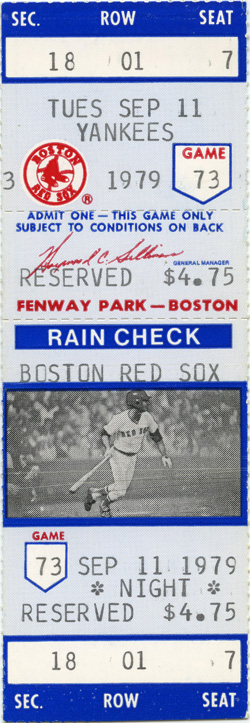 SEC. ROW SEAT
18 01 7
TUES SEP 11
YANKEES
BOSTON
RED SOX
®
GAME
3 1979 73
ADMIT ONE — THIS GAME ONLY
SUBJECT TO CONDITIONS ON BACK
Haywood C. Sullivan
GENERAL MANAGER
RESERVED $4.75
FENWAY PARK — BOSTON
RAIN CHECK
BOSTON RED SOX
RED SOX
GAME
73 SEP 11 1979
* NIGHT *
RESERVED $4.75
18 01 7
SEC. ROW SEAT